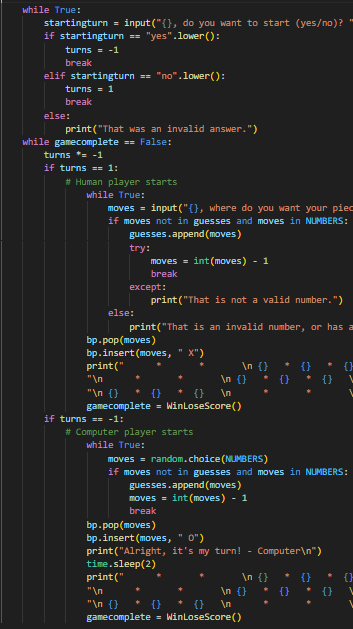 while True:
startingturn = input("{}, do you want to start (yes/no)? "
if startingturn == "yes".lower():
turns = -1
break
elif startingturn == "no".lower():
turns = 1
break
else:
print("That was an invalid answer.")
while gamecomplete == False:
turns *= -1
if turns == 1:
# Human player starts
while True:
moves = input("{}, where do you want your piec
if moves not in guesses and moves in NUMBERS:
guesses.append(moves)
try:
moves = int(moves) - 1
break
except:
print("That is not a valid number.")
else:
print("That is an invalid number, or has a
bp.pop(moves)
bp.insert(moves, " X")
print("      *      *      \n {}   *  {}   *  {}
"\n      *      *      \n {}   *  {}   *  {}   \
"\n {}   *  {}   *  {}   \n      *      *      \
gamecomplete = WinLoseScore()
if turns == -1:
# Computer player starts
while True:
moves = random.choice(NUMBERS)
if moves not in guesses and moves in NUMBERS:
guesses.append(moves)
moves = int(moves) - 1
break
bp.pop(moves)
bp.insert(moves, " O")
print("Alright, it's my turn! - Computer\n")
time.sleep(2)
print("      *      *      \n {}   *  {}   *  {}
"\n      *      *      \n {}   *  {}   *  {}   \
"\n {}   *  {}   *  {}   \n      *      *      \
gamecomplete = WinLoseScore()